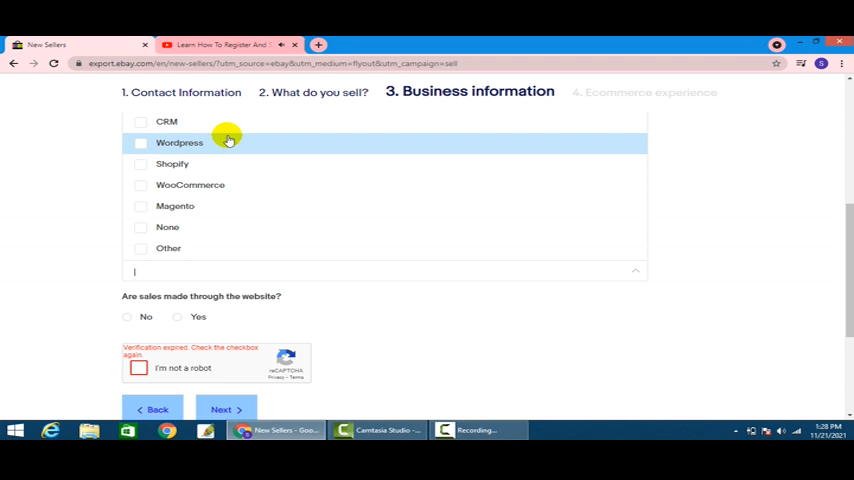 New Sellers
Learn How To Register And S
export.ebay.com/en/new-sellers/?utm_source=ebay&utm_medium=flyout&utm_campaign=sell
S
1. Contact Information 2. What do you sell? 3. Business information 4. Ecommerce experience
CRM
Wordpress
Shopify
WooCommerce
Magento
None
Other
Are sales made through the website?
No Yes
Verification expired. Check the checkbox
again.
I'm not a robot
reCAPTCHA
Privacy - Terms
Back Next
New Sellers - Goo... Camtasia Studio -... Recording...
1:28 PM
11/21/2021